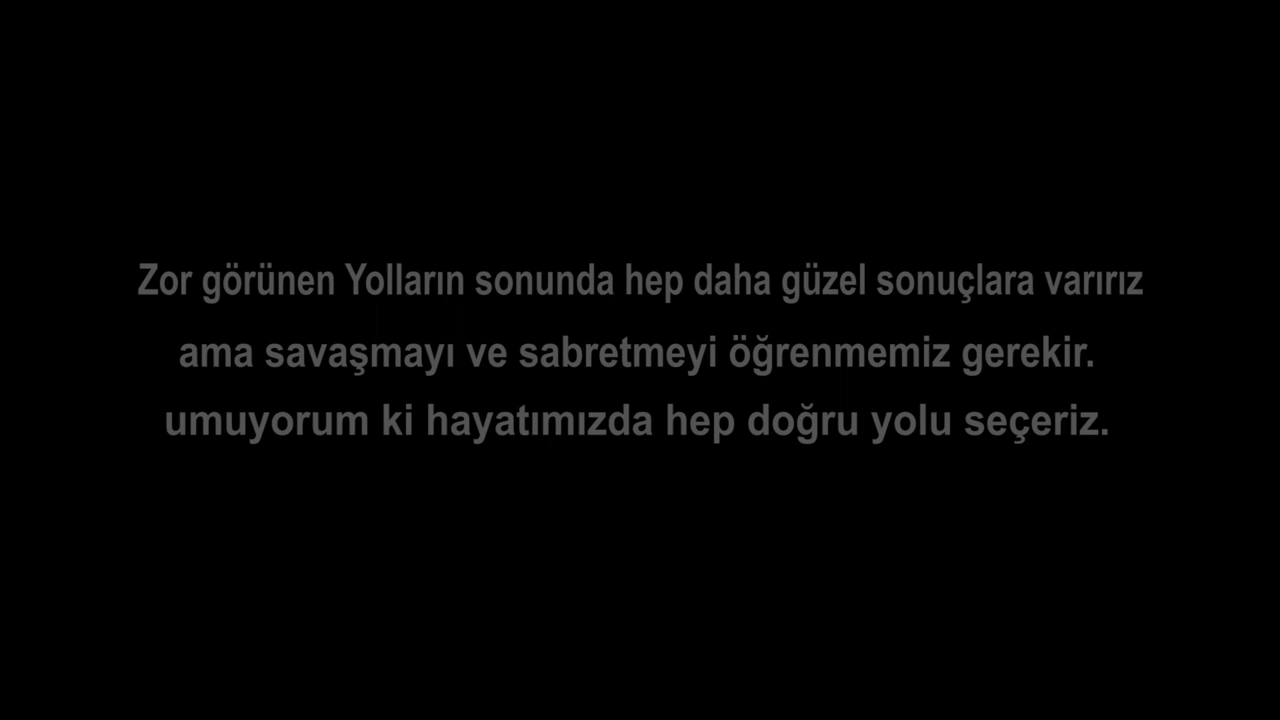 Zor görünen Yolların sonunda hep daha güzel sonuçlara varırız
ama savaşmayı ve sabretmeyi öğrenmemiz gerekir.
umuyorum ki hayatımızda hep doğru yolu seçeriz.